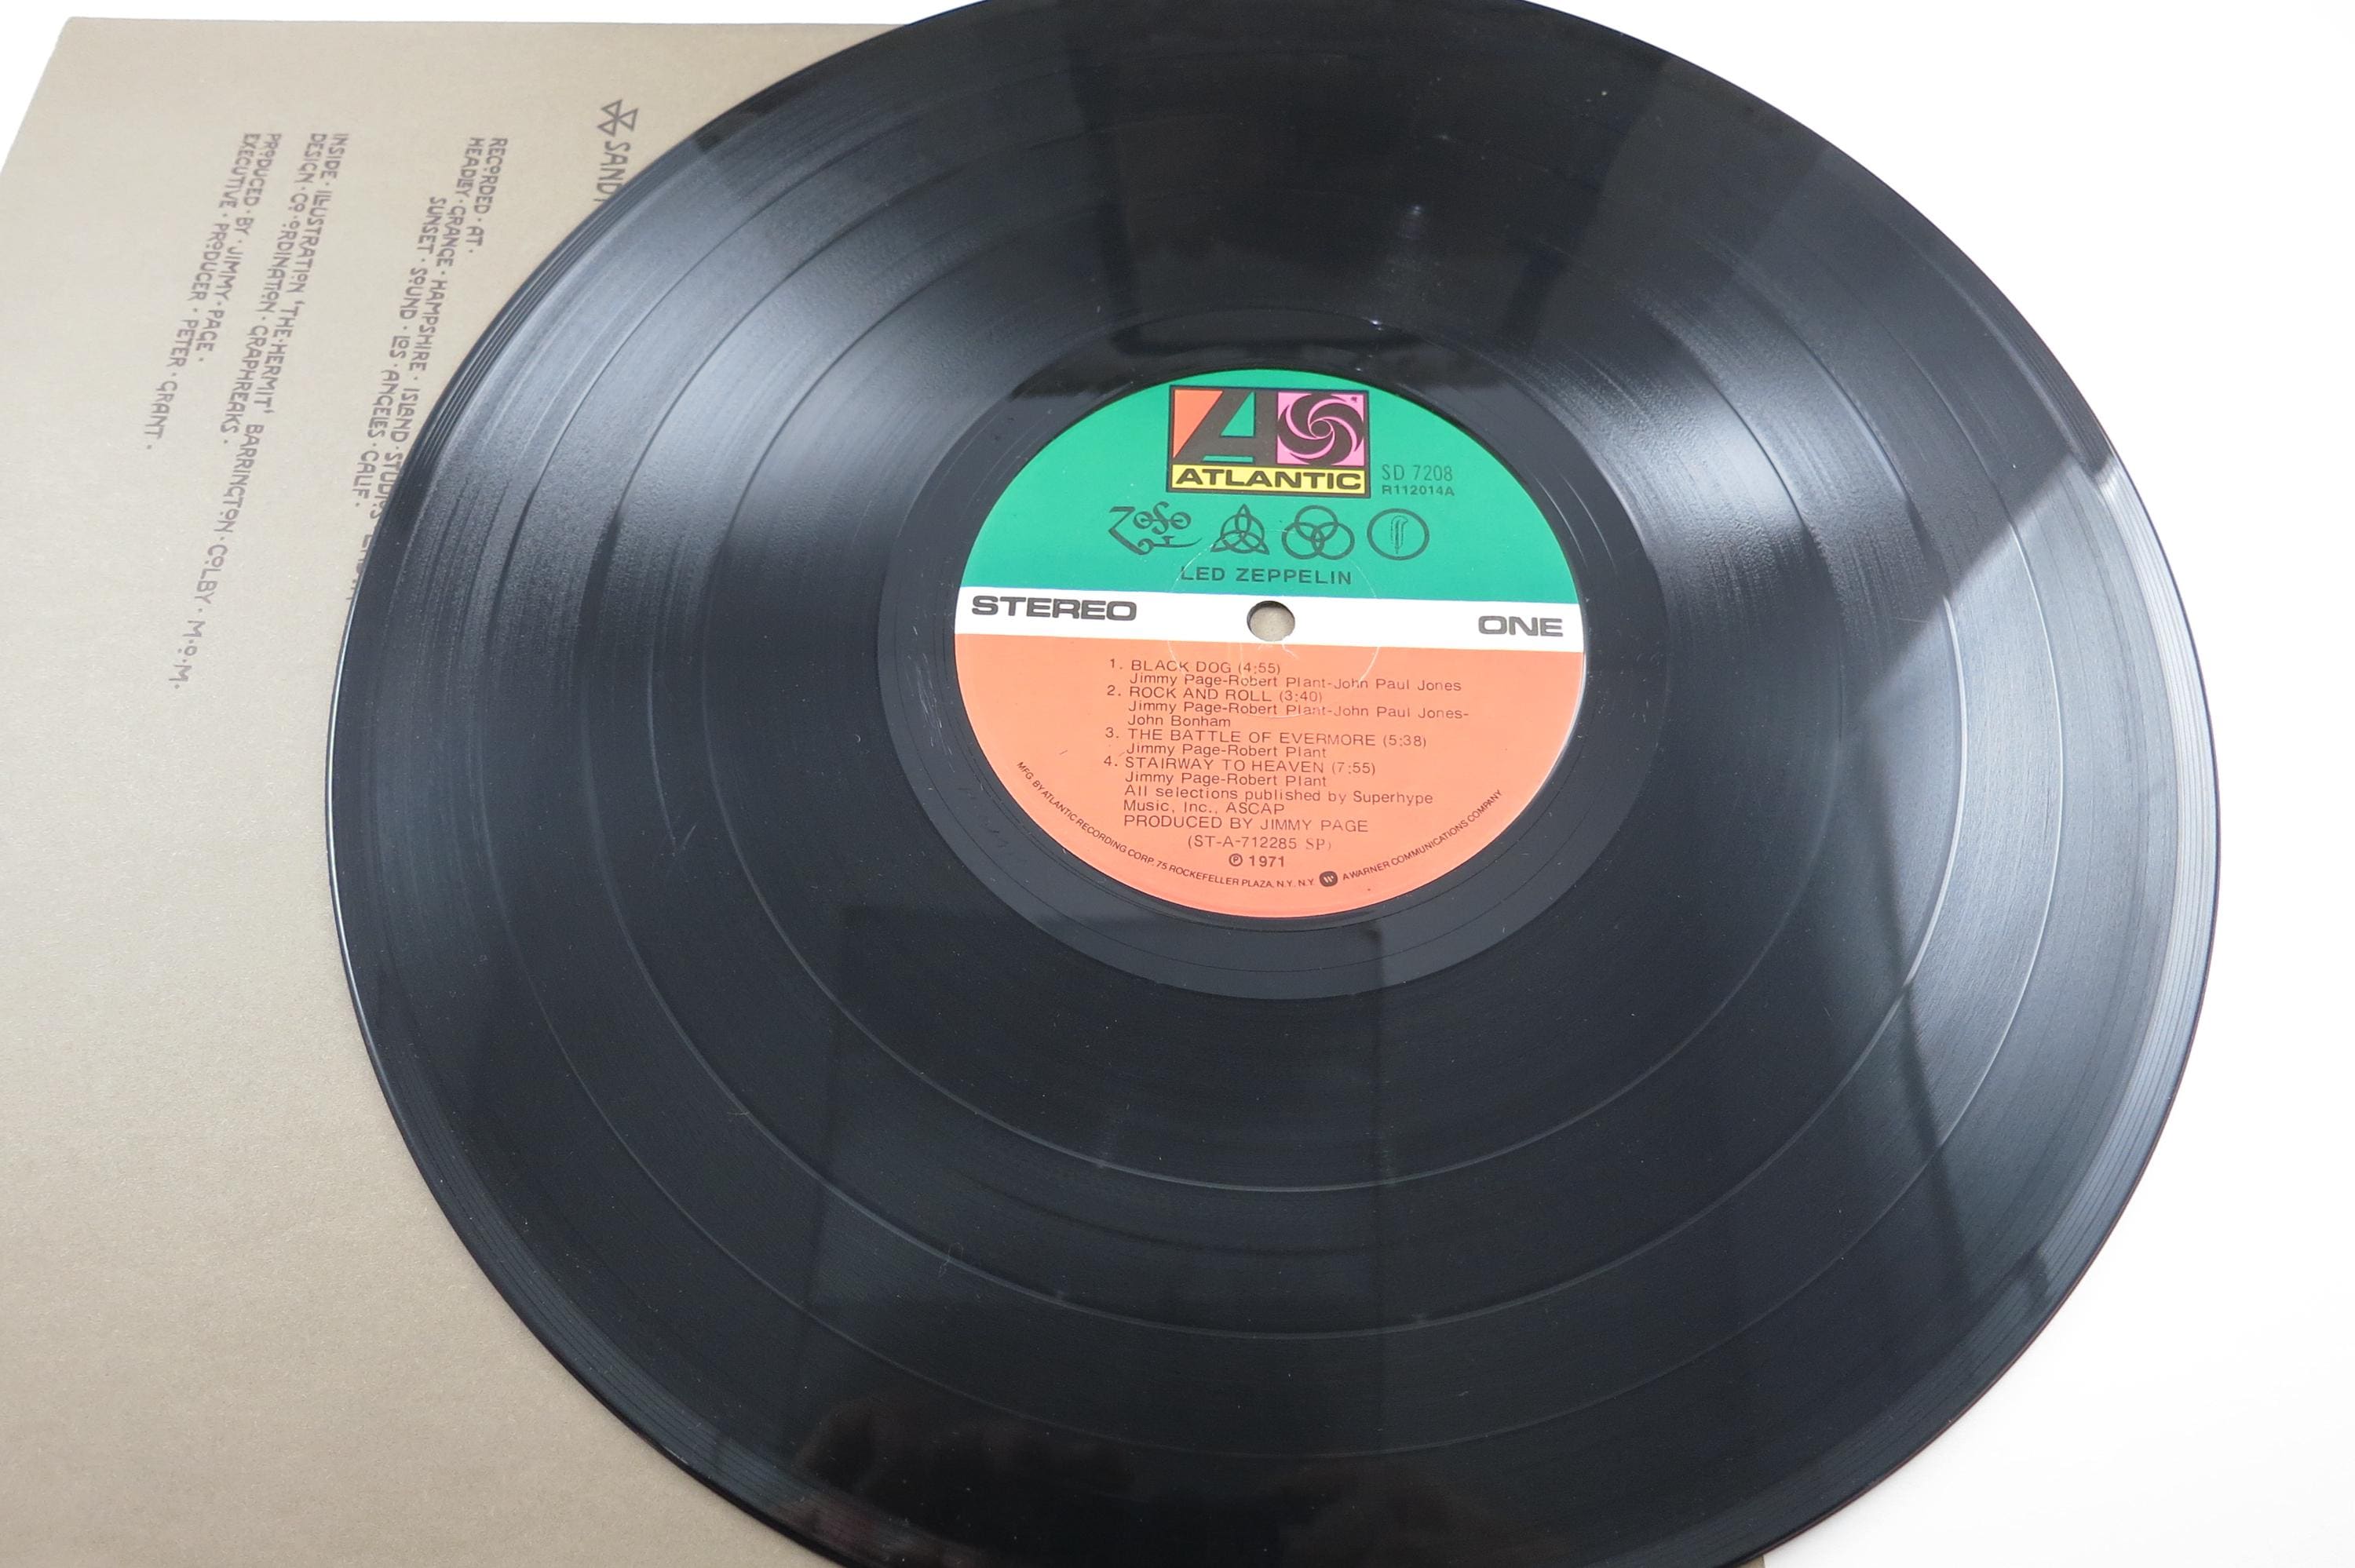 ATLANTIC
SD 7208
R112014A
LED ZEPPELIN
STEREO
ONE
1. BLACK DOG (4:55)
Jimmy Page-Robert Plant-John Paul Jones
2. ROCK AND ROLL (3:40)
Jimmy Page-Robert Plant-John Paul Jones-
John Bonham
3. THE BATTLE OF EVERMORE (5:38)
Jimmy Page-Robert Plant
4. STAIRWAY TO HEAVEN (7:55)
Jimmy Page-Robert Plant
All selections published by Superhype
Music, Inc., ASCAP
PRODUCED BY JIMMY PAGE
(ST-A-712285 SP)
℗ 1971
MFG. BY ATLANTIC RECORDING CORP. 75 ROCKEFELLER PLAZA, N.Y. N.Y. A WARNER COMMUNICATIONS COMPANY
RECORDED · AT ·
HEADLEY · GRANGE · HAMPSHIRE · ISLAND · STUDIOS
SUNSET · SOUND · LOS · ANGELES · CALIF ·
INSIDE · ILLUSTRATION 'THE · HERMIT' BARRINGTON · COLBY · M·O·M·
DESIGN · CO·ORDINATION · GRAPHREAKS ·
PRODUCED · BY · JIMMY · PAGE ·
EXECUTIVE · PRODUCER · PETER · GRANT ·